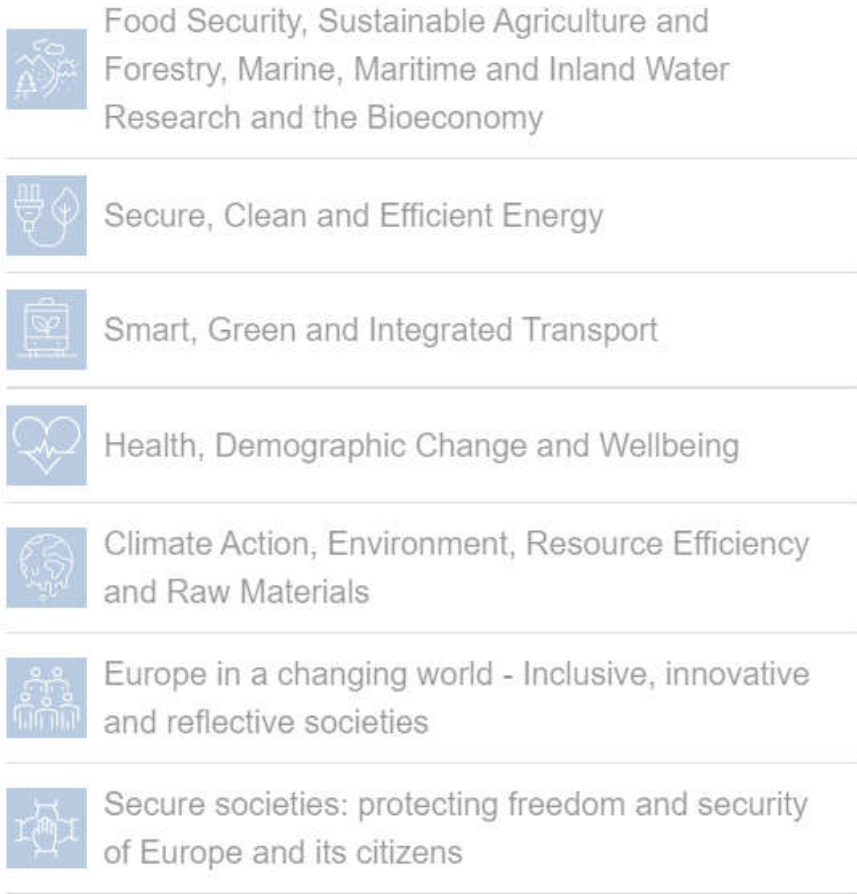 Food Security, Sustainable Agriculture and
Forestry, Marine, Maritime and Inland Water
Research and the Bioeconomy
Secure, Clean and Efficient Energy
Smart, Green and Integrated Transport
Health, Demographic Change and Wellbeing
Climate Action, Environment, Resource Efficiency
and Raw Materials
Europe in a changing world - Inclusive, innovative
and reflective societies
Secure societies: protecting freedom and security
of Europe and its citizens